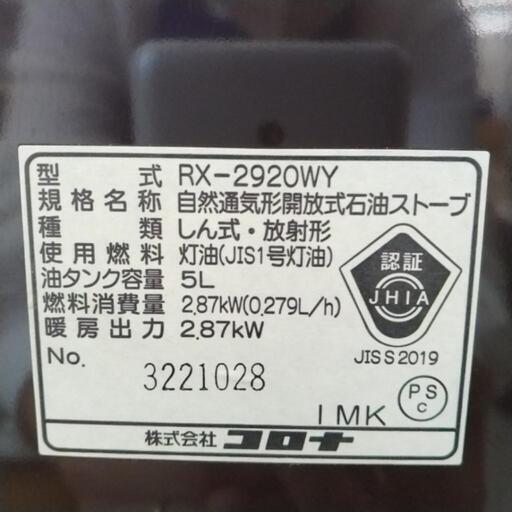 型式 RX-2920WY
規格名称 自然通気形開放式石油ストーブ
種類 しん式・放射形
使用燃料 灯油(JIS1号灯油)
油タンク容量 5L
燃料消費量 2.87kW(0.279L/h)
暖房出力 2.87kW
認証
JHIA
JIS S 2019
No. 3221028
1MK
PS
C
株式会社 コロナ